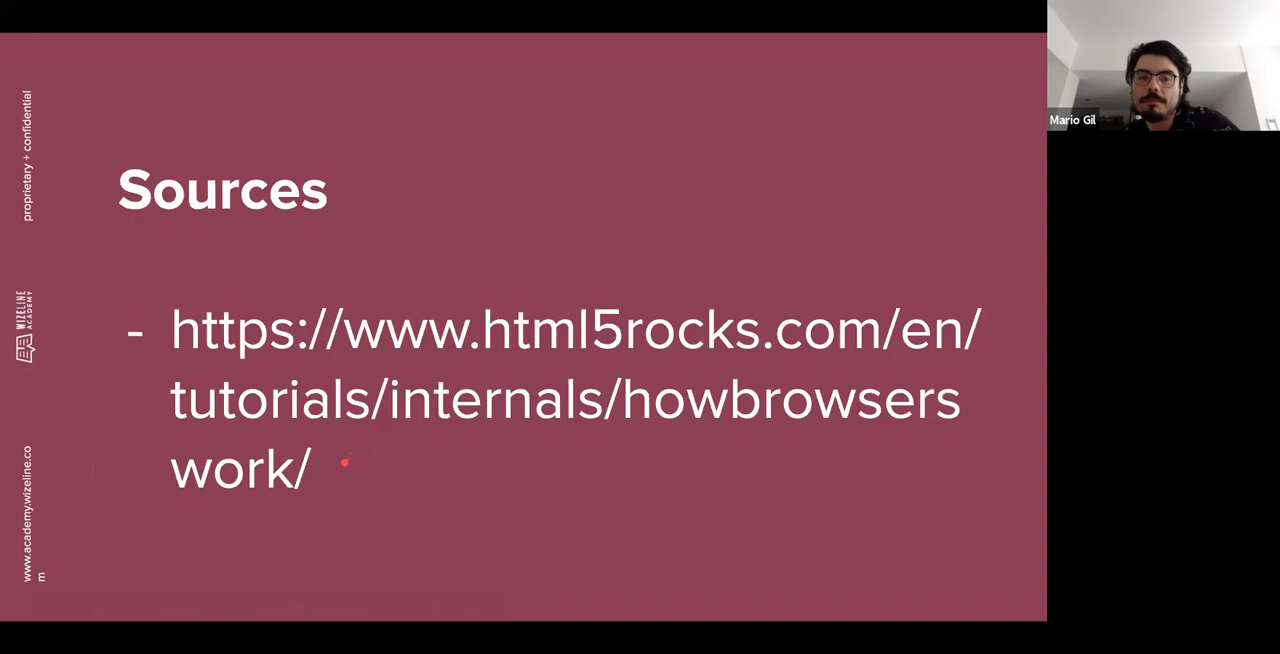 proprietary + confidential
WIZELINE
ACADEMY
www.academy.wizeline.co
m
Sources
- https://www.html5rocks.com/en/
tutorials/internals/howbrowsers
work/
Mario Gil